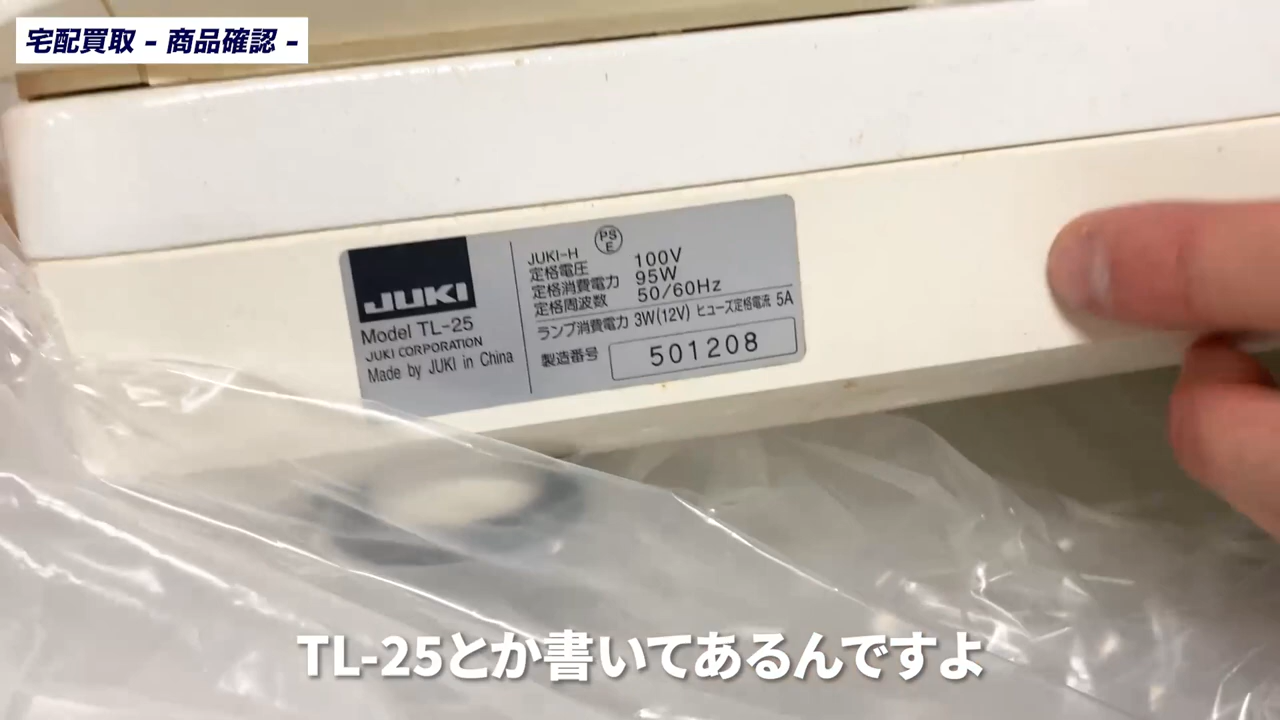 宅配買取 - 商品確認 -
JUKI
Model TL-25
JUKI CORPORATION
Made by JUKI in China
JUKI-H
PS
E
定格電圧 100V
定格消費電力 95W
定格周波数 50/60Hz
ランプ消費電力 3W(12V) ヒューズ定格電流 5A
製造番号 501208
TL-25とか書いてあるんですよ